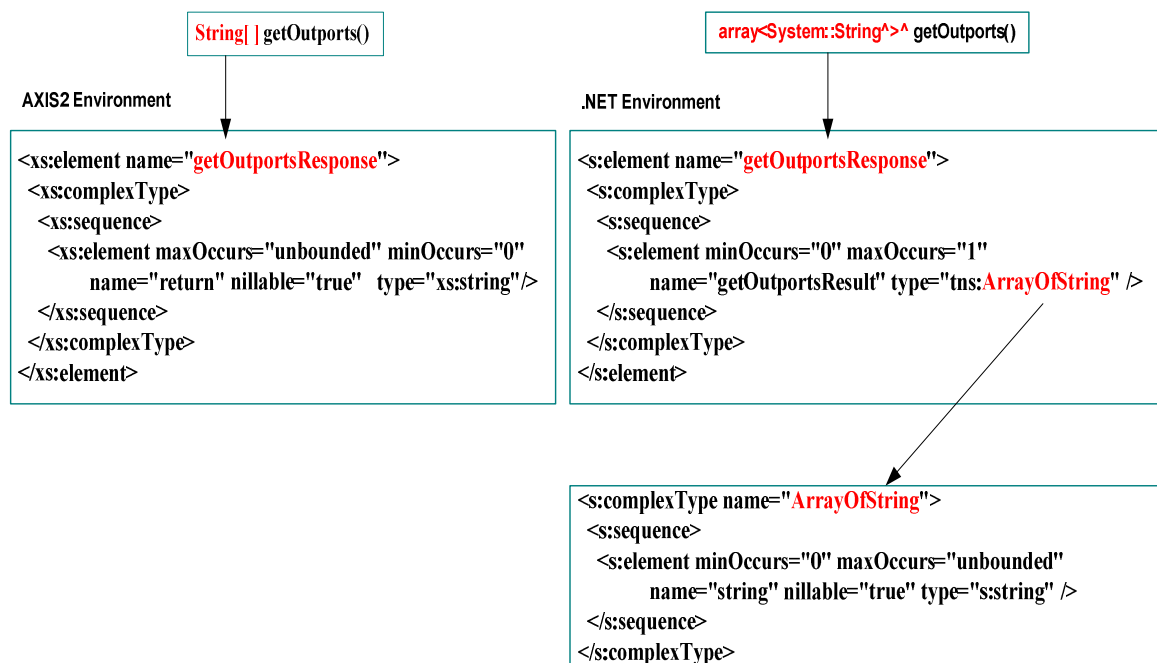 String[ ] getOutports()
AXIS2 Environment
<xs:element name="getOutportsResponse">
<xs:complexType>
<xs:sequence>
<xs:element maxOccurs="unbounded" minOccurs="0"
name="return" nillable="true" type="xs:string"/>
</xs:sequence>
</xs:complexType>
</xs:element>
array<System::String^>^ getOutports()
.NET Environment
<s:element name="getOutportsResponse">
<s:complexType>
<s:sequence>
<s:element minOccurs="0" maxOccurs="1"
name="getOutportsResult" type="tns:ArrayOfString" />
</s:sequence>
</s:complexType>
</s:element>
<s:complexType name="ArrayOfString">
<s:sequence>
<s:element minOccurs="0" maxOccurs="unbounded"
name="string" nillable="true" type="s:string" />
</s:sequence>
</s:complexType>